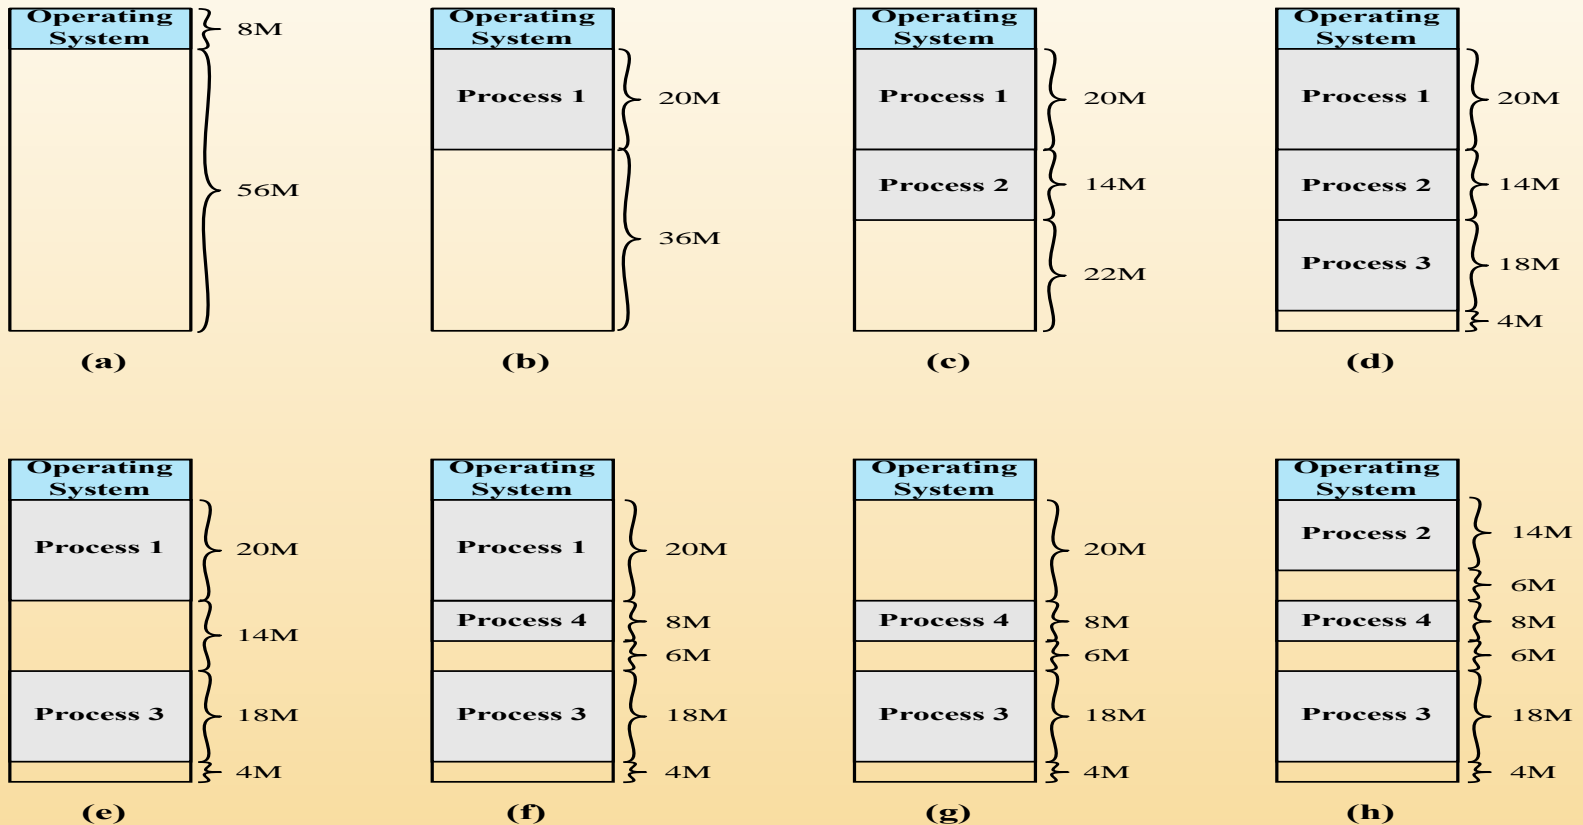 Operating
System
8M
56M
(a)
Operating
System
Process 1
20M
36M
(b)
Operating
System
Process 1
20M
Process 2
14M
22M
(c)
Operating
System
Process 1
20M
Process 2
14M
Process 3
18M
4M
(d)
Operating
System
Process 1
20M
14M
Process 3
18M
4M
(e)
Operating
System
Process 1
20M
Process 4
8M
6M
Process 3
18M
4M
(f)
Operating
System
20M
Process 4
8M
6M
Process 3
18M
4M
(g)
Operating
System
Process 2
14M
6M
Process 4
8M
6M
Process 3
18M
4M
(h)